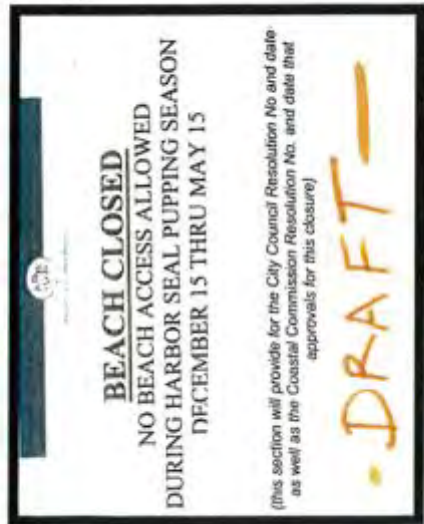 BEACH CLOSED
NO BEACH ACCESS ALLOWED
DURING HARBOR SEAL PUPPING SEASON
DECEMBER 15 THRU MAY 15
(this section will provide for the City Council Resolution No and date
as well as the Coastal Commission Resolution No. and date that
approvals for this closure)
- DRAFT -